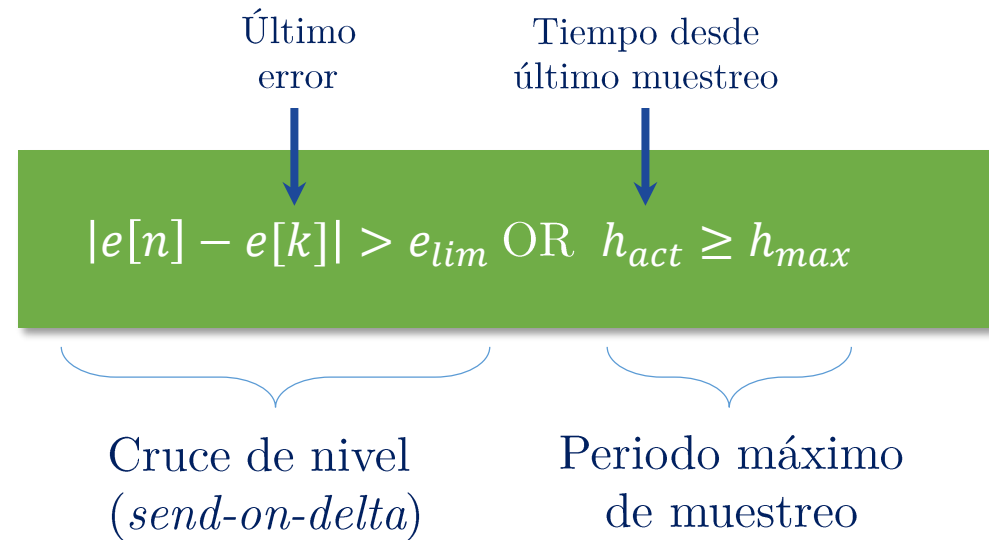 Último
error
Tiempo desde
último muestreo
|e[n] − e[k]| > e_lim OR h_act ≥ h_max
Cruce de nivel
(send-on-delta)
Periodo máximo
de muestreo